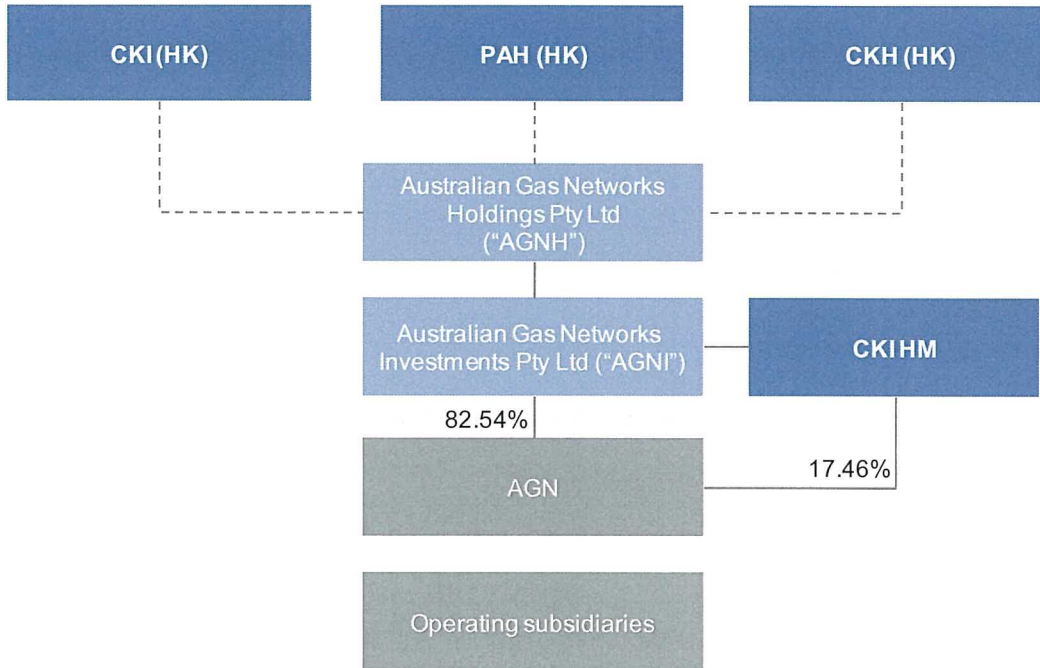 CKI (HK)
PAH (HK)
CKH (HK)
Australian Gas Networks
Holdings Pty Ltd
(“AGNH”)
Australian Gas Networks
Investments Pty Ltd (“AGNI”)
CKIHM
82.54%
17.46%
AGN
Operating subsidiaries